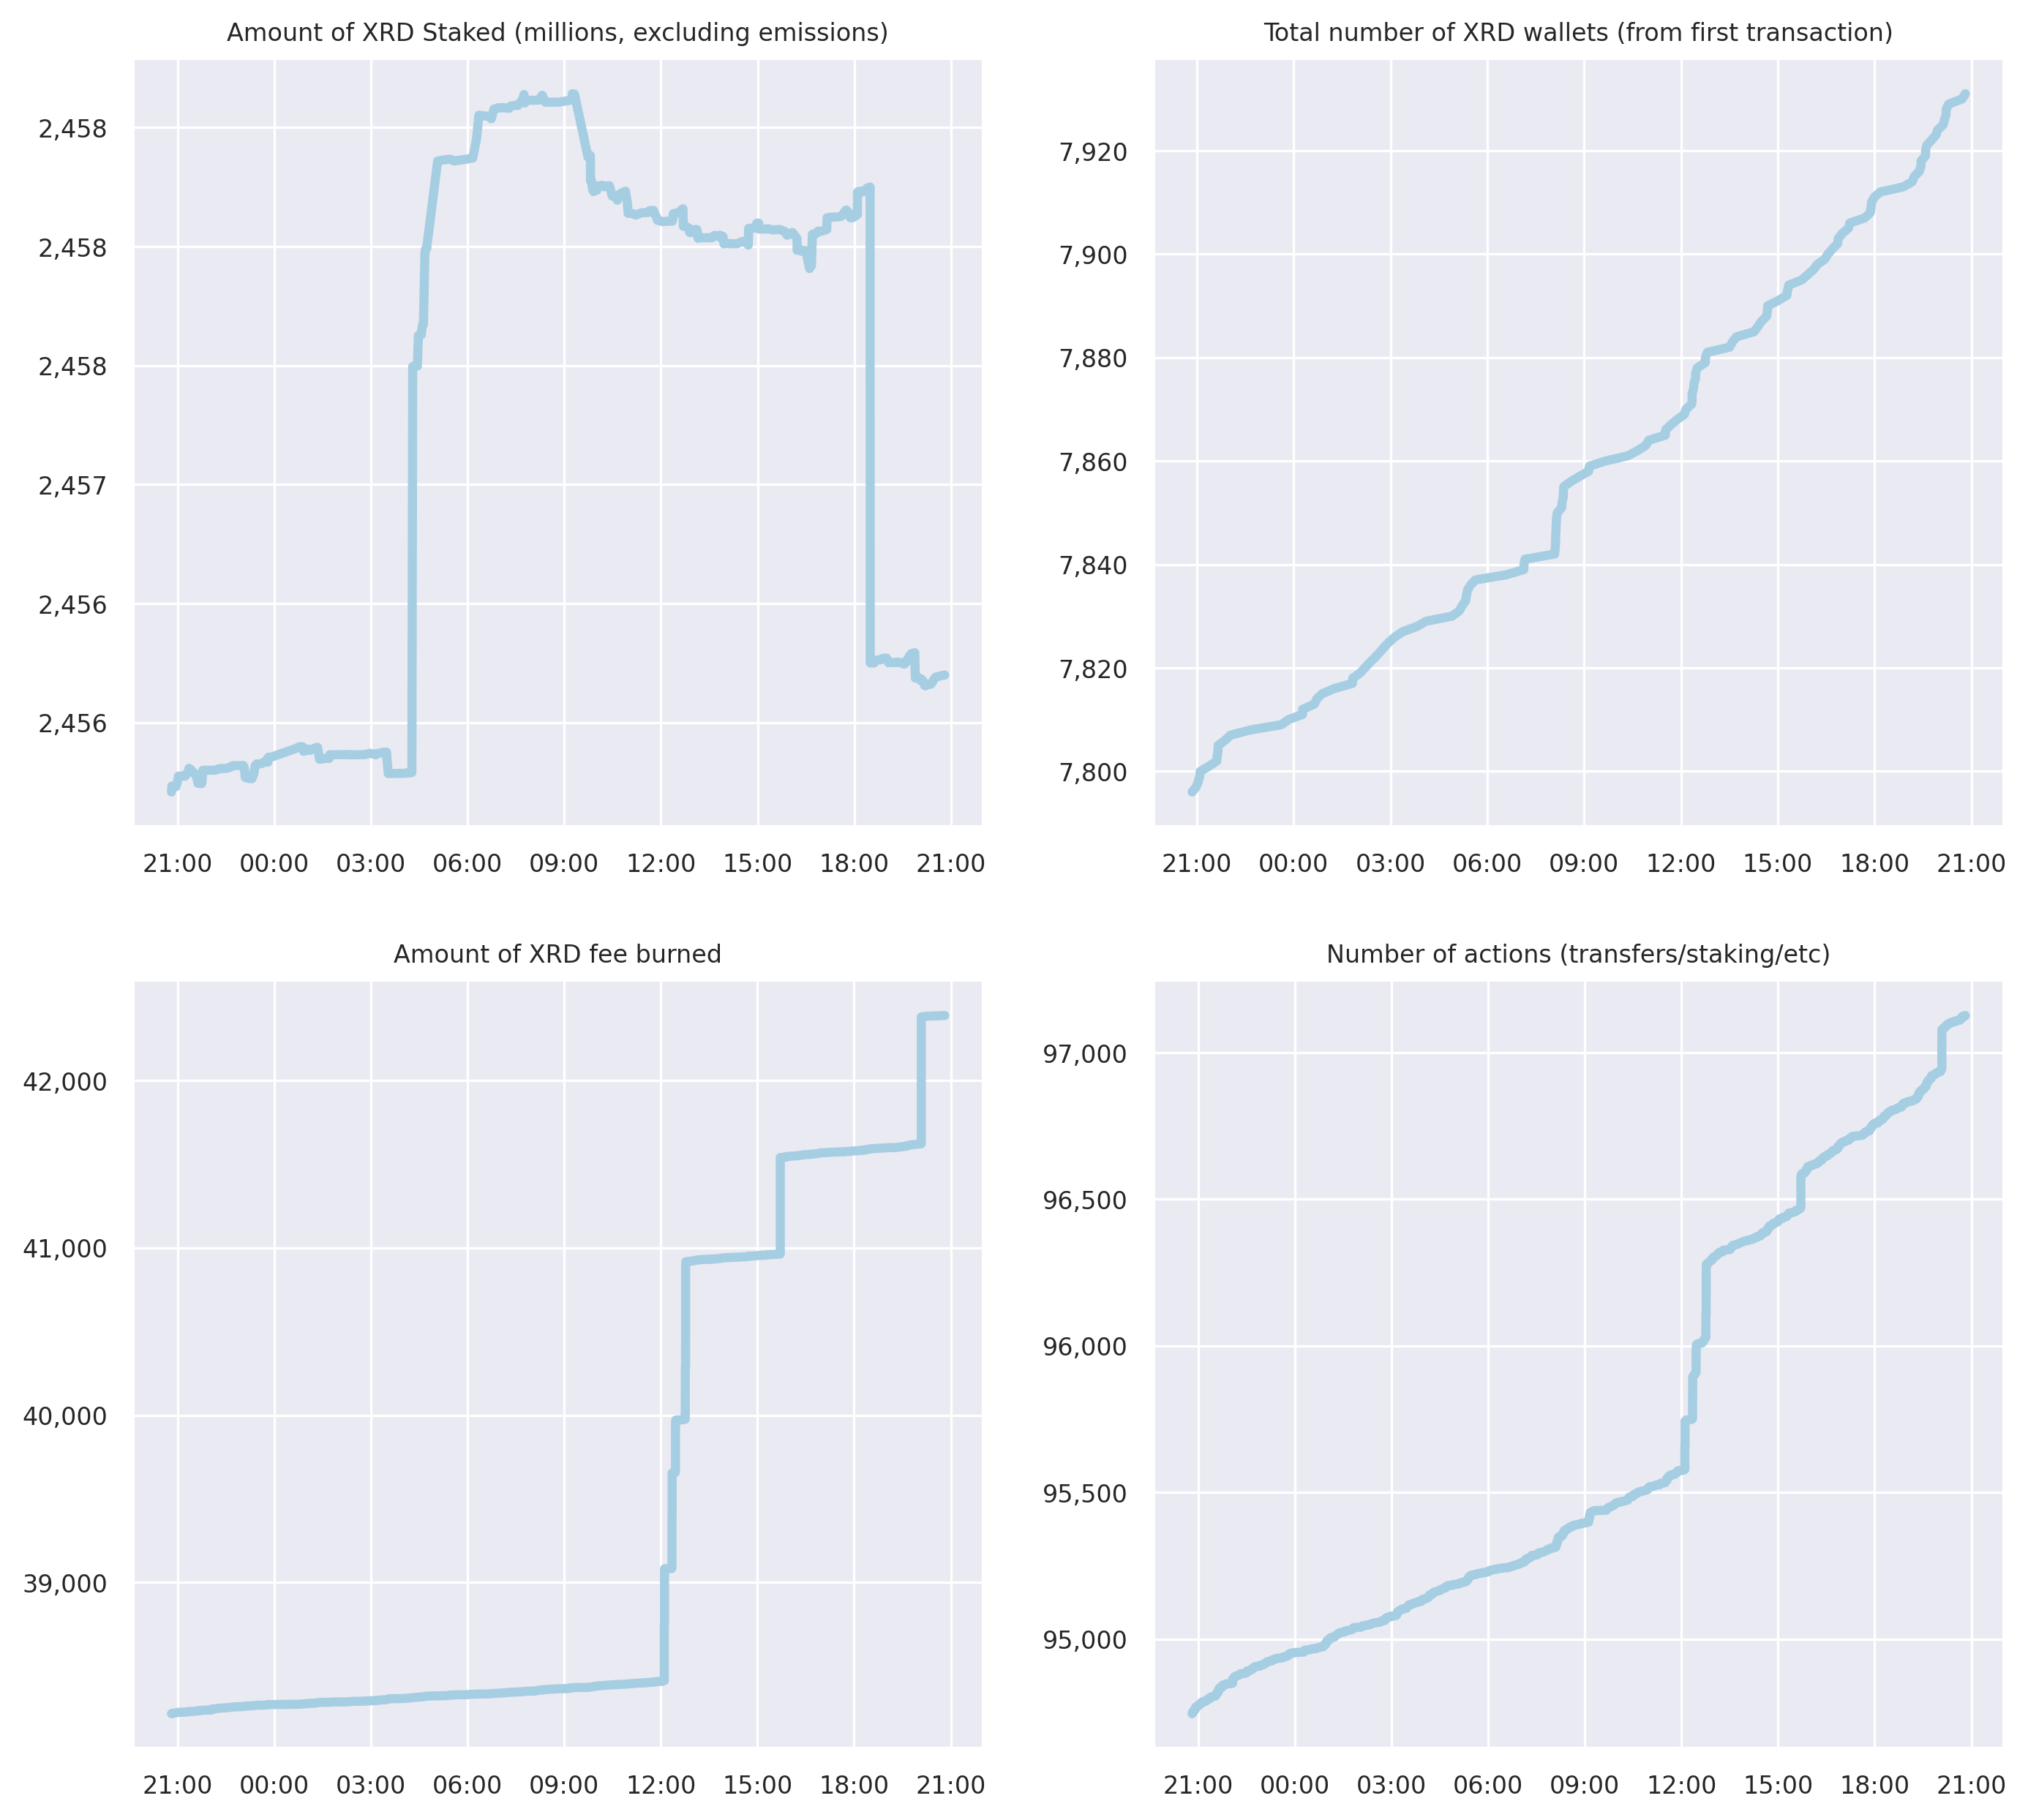 Amount of XRD Staked (millions, excluding emissions)
2,458
2,458
2,458
2,457
2,456
2,456
21:00 00:00 03:00 06:00 09:00 12:00 15:00 18:00 21:00
Total number of XRD wallets (from first transaction)
7,920
7,900
7,880
7,860
7,840
7,820
7,800
21:00 00:00 03:00 06:00 09:00 12:00 15:00 18:00 21:00
Amount of XRD fee burned
42,000
41,000
40,000
39,000
21:00 00:00 03:00 06:00 09:00 12:00 15:00 18:00 21:00
Number of actions (transfers/staking/etc)
97,000
96,500
96,000
95,500
95,000
21:00 00:00 03:00 06:00 09:00 12:00 15:00 18:00 21:00